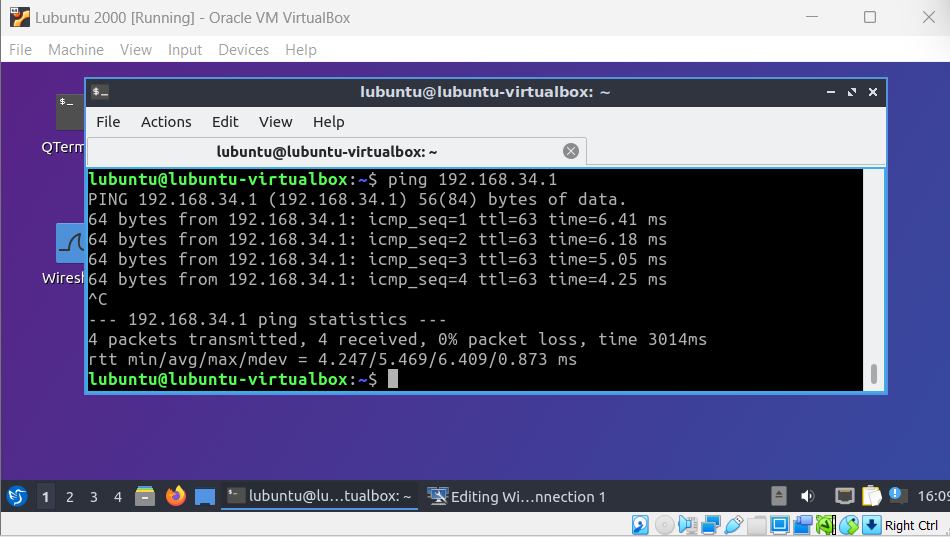 Lubuntu 2000 [Running] - Oracle VM VirtualBox
File Machine View Input Devices Help
lubuntu@lubuntu-virtualbox: ~
File Actions Edit View Help
lubuntu@lubuntu-virtualbox: ~
QTerm
Wiresh
lubuntu@lubuntu-virtualbox:~$ ping 192.168.34.1
PING 192.168.34.1 (192.168.34.1) 56(84) bytes of data.
64 bytes from 192.168.34.1: icmp_seq=1 ttl=63 time=6.41 ms
64 bytes from 192.168.34.1: icmp_seq=2 ttl=63 time=6.18 ms
64 bytes from 192.168.34.1: icmp_seq=3 ttl=63 time=5.05 ms
64 bytes from 192.168.34.1: icmp_seq=4 ttl=63 time=4.25 ms
^C
--- 192.168.34.1 ping statistics ---
4 packets transmitted, 4 received, 0% packet loss, time 3014ms
rtt min/avg/max/mdev = 4.247/5.469/6.409/0.873 ms
lubuntu@lubuntu-virtualbox:~$
1 2 3 4 lubuntu@lu…tualbox: ~ Editing Wi…nnection 1 16:09
Right Ctrl